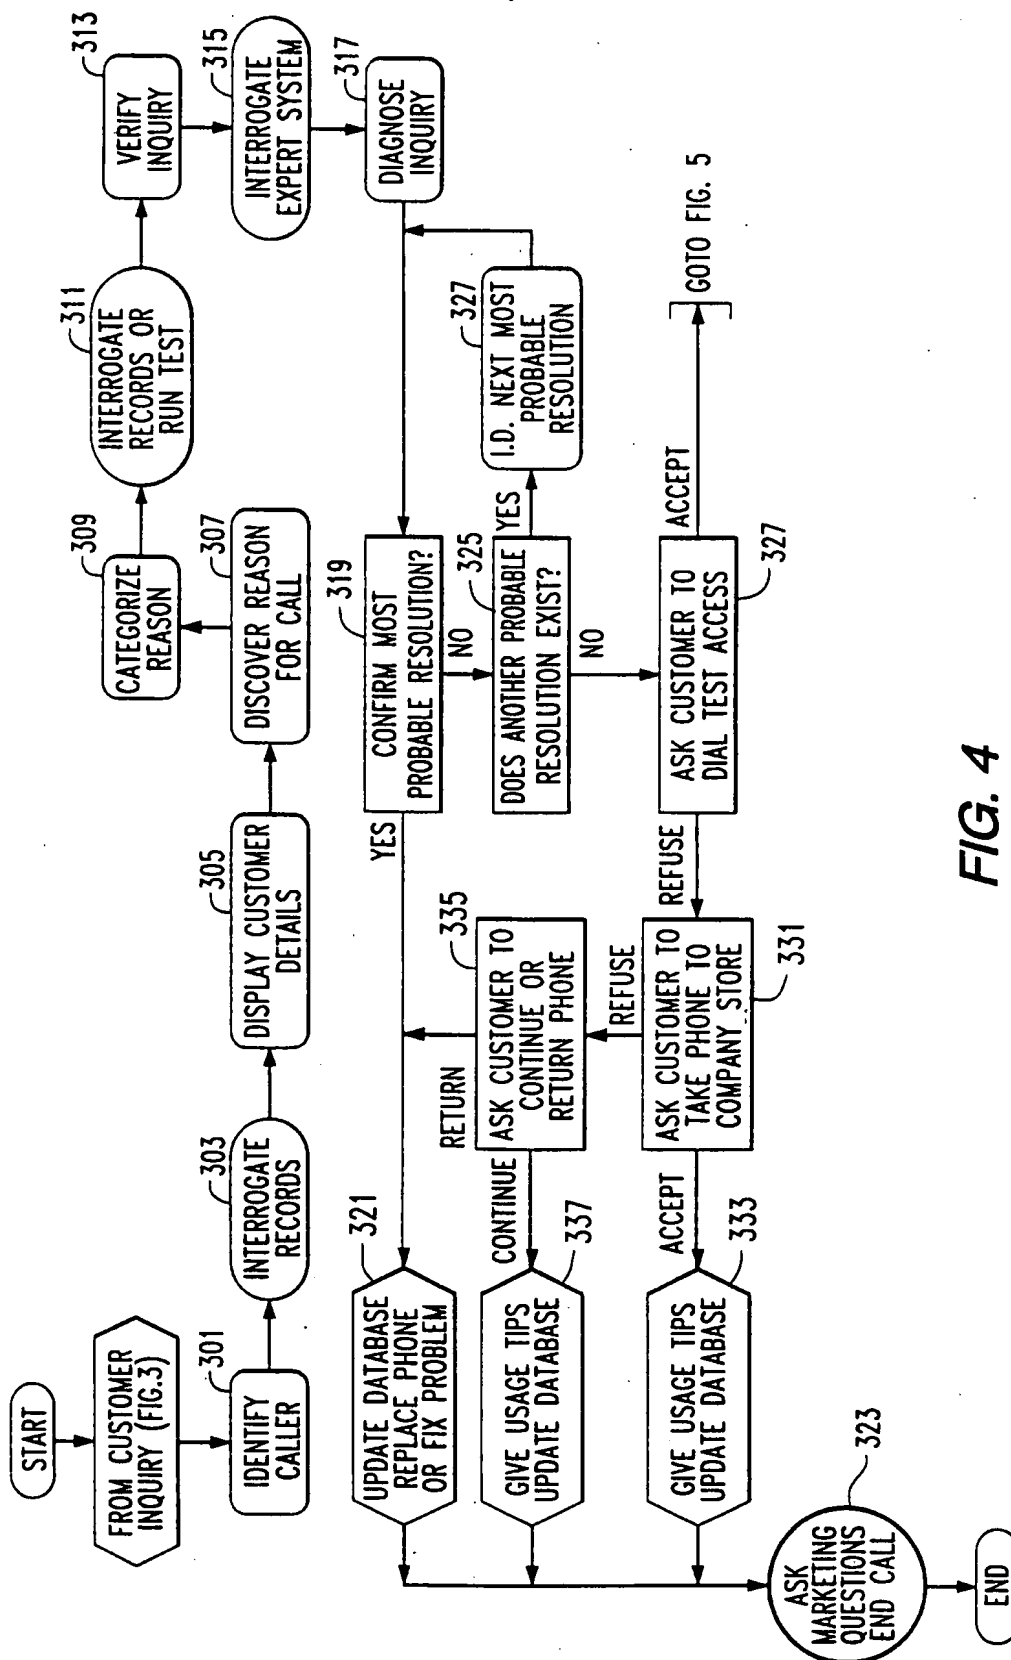 START
FROM CUSTOMER
INQUIRY (FIG.3)
301
IDENTIFY
CALLER
303
INTERROGATE
RECORDS
305
DISPLAY CUSTOMER
DETAILS
307
DISCOVER REASON
FOR CALL
309
CATEGORIZE
REASON
311
INTERROGATE
RECORDS OR
RUN TEST
313
VERIFY
INQUIRY
315
INTERROGATE
EXPERT SYSTEM
317
DIAGNOSE
INQUIRY
319
CONFIRM MOST
PROBABLE RESOLUTION?
YES
NO
321
UPDATE DATABASE
REPLACE PHONE
OR FIX PROBLEM
325
DOES ANOTHER PROBABLE
RESOLUTION EXIST?
YES
NO
327
I.D. NEXT MOST
PROBABLE
RESOLUTION
327
ASK CUSTOMER TO
DIAL TEST ACCESS
ACCEPT
GOTO FIG. 5
REFUSE
331
ASK CUSTOMER TO
TAKE PHONE TO
COMPANY STORE
REFUSE
ACCEPT
335
ASK CUSTOMER TO
CONTINUE OR
RETURN PHONE
RETURN
CONTINUE
337
GIVE USAGE TIPS
UPDATE DATABASE
333
GIVE USAGE TIPS
UPDATE DATABASE
323
ASK
MARKETING
QUESTIONS
END CALL
END
FIG. 4